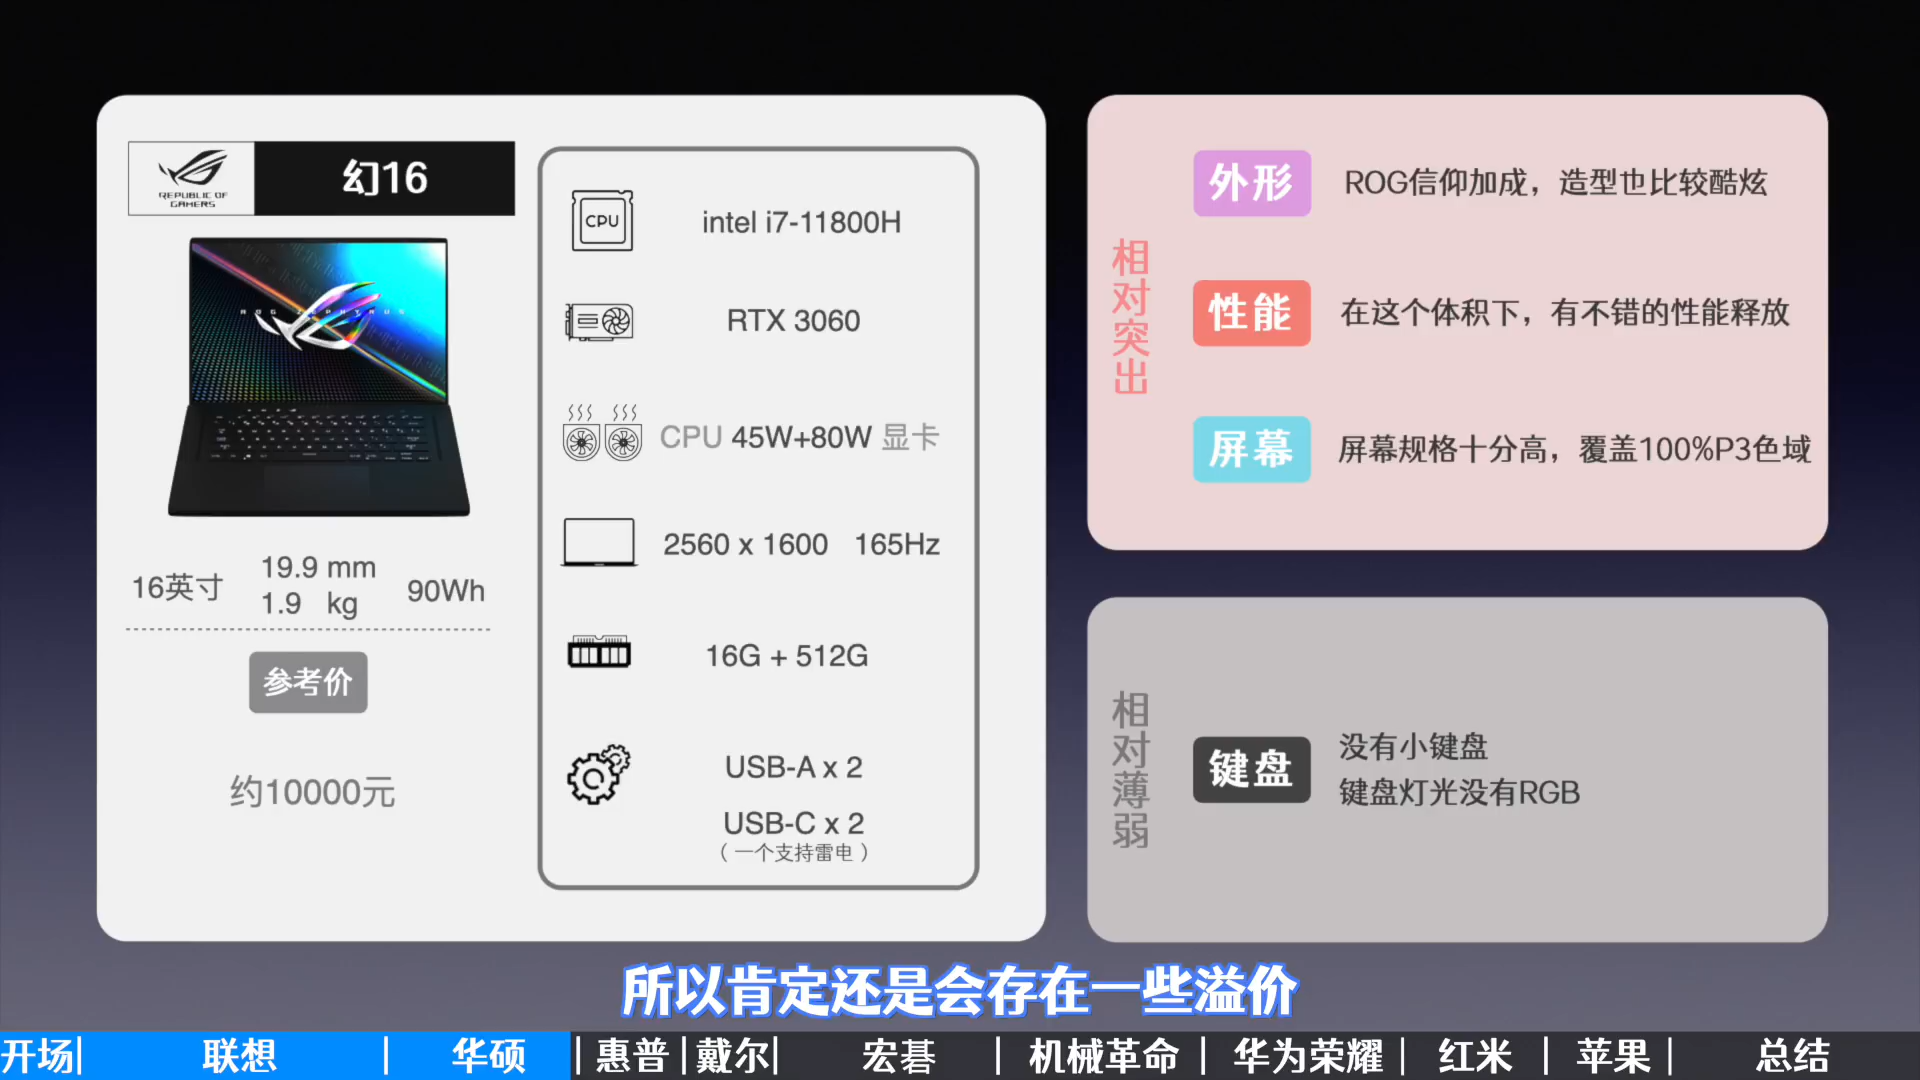 REPUBLIC OF
GAMERS
幻16
ROG ZEPHYRUS
16英寸
19.9 mm
1.9 kg
90Wh
参考价
约10000元
CPU
intel i7-11800H
RTX 3060
CPU 45W+80W 显卡
2560 x 1600 165Hz
16G + 512G
USB-A x 2
USB-C x 2
（一个支持雷电）
相对突出
外形
ROG信仰加成，造型也比较酷炫
性能
在这个体积下，有不错的性能释放
屏幕
屏幕规格十分高，覆盖100%P3色域
相对薄弱
键盘
没有小键盘
键盘灯光没有RGB
所以肯定还是会存在一些溢价
开场| 联想 | 华硕 | 惠普 | 戴尔| 宏碁 | 机械革命 | 华为荣耀 | 红米 | 苹果 | 总结